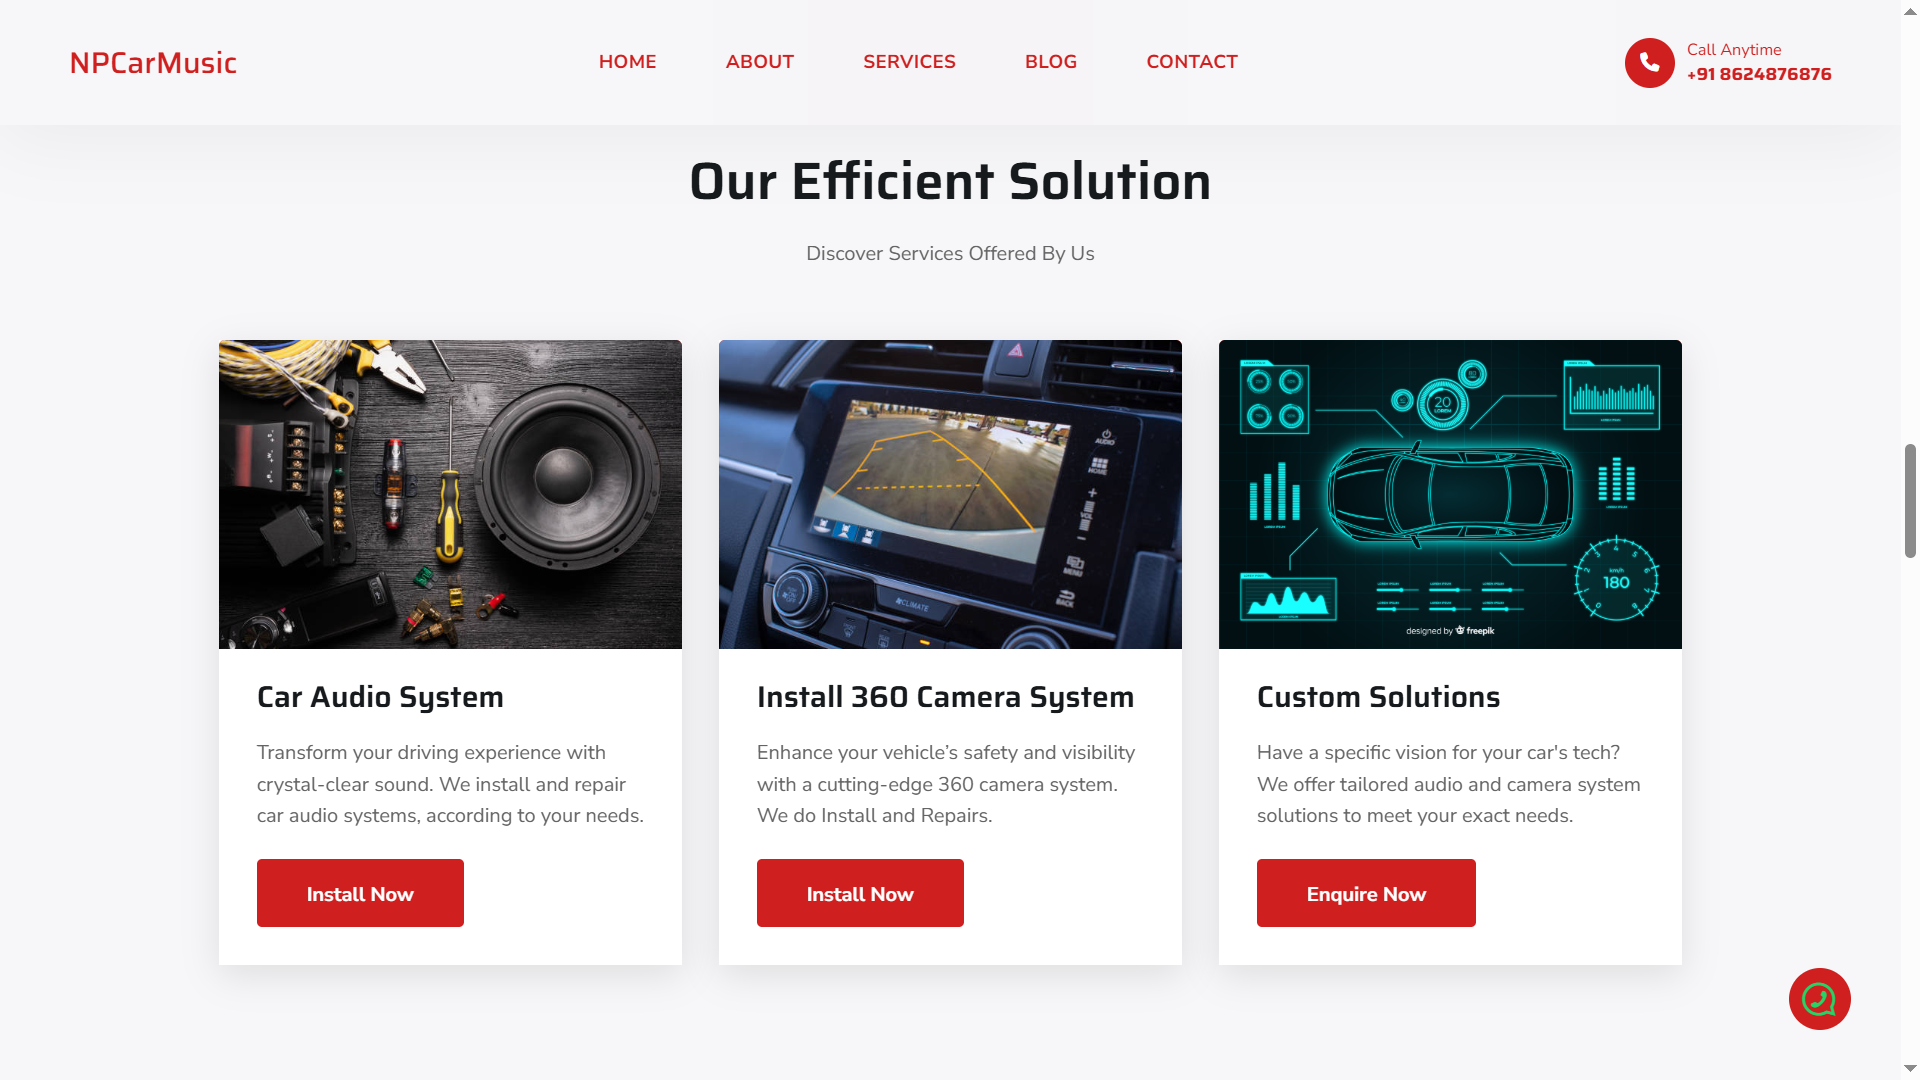 NPCarMusic
HOME
ABOUT
SERVICES
BLOG
CONTACT
Call Anytime
+91 8624876876
Our Efficient Solution
Discover Services Offered By Us
AUDIO
HOME
VOL
MENU
BACK
CLIMATE
20
LOREM
km/h
180
designed by freepik
Car Audio System
Transform your driving experience with
crystal-clear sound. We install and repair
car audio systems, according to your needs.
Install Now
Install 360 Camera System
Enhance your vehicle’s safety and visibility
with a cutting-edge 360 camera system.
We do Install and Repairs.
Install Now
Custom Solutions
Have a specific vision for your car's tech?
We offer tailored audio and camera system
solutions to meet your exact needs.
Enquire Now